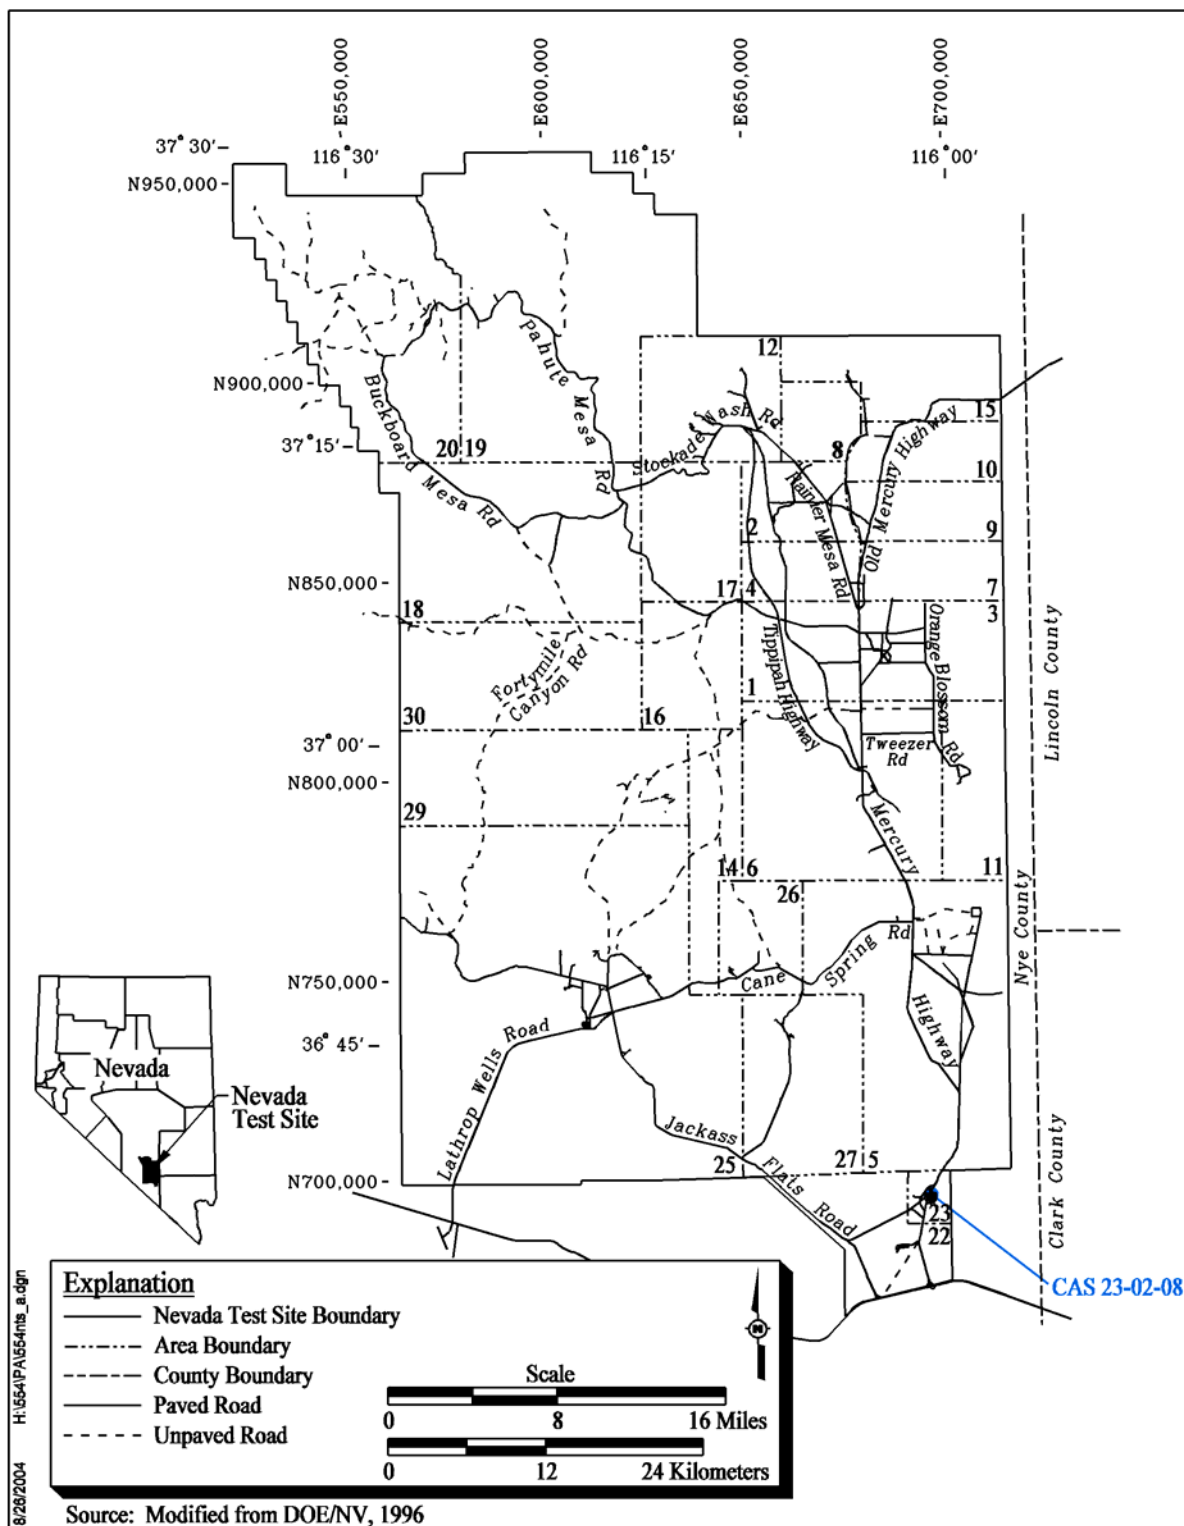 E550,000
E600,000
E650,000
E700,000
37° 30'
116° 30'
116° 15'
116° 00'
N950,000
N900,000
37° 15'
N850,000
37° 00'
N800,000
N750,000
36° 45'
N700,000
12
15
20
19
8
10
2
9
17
4
7
3
18
1
30
16
29
14
6
11
26
25
27
5
23
22
Pahute Mesa Rd
Buckboard Mesa Rd
Stockade Wash Rd
Rainier Mesa Rd
Old Mercury Highway
Orange Blossom Rd
Tippipah Highway
Fortymile
Canyon Rd
Tweezer
Rd
Mercury Highway
Cane Spring Rd
Lathrop Wells Road
Jackass Flats Road
Lincoln County
Nye County
Clark County
Nevada
Nevada
Test Site
CAS 23-02-08
Explanation
Nevada Test Site Boundary
Area Boundary
County Boundary
Paved Road
Unpaved Road
N
Scale
0 8 16 Miles
0 12 24 Kilometers
Source: Modified from DOE/NV, 1996
8/26/2004 H:\554\PA\554nts_a.dgn